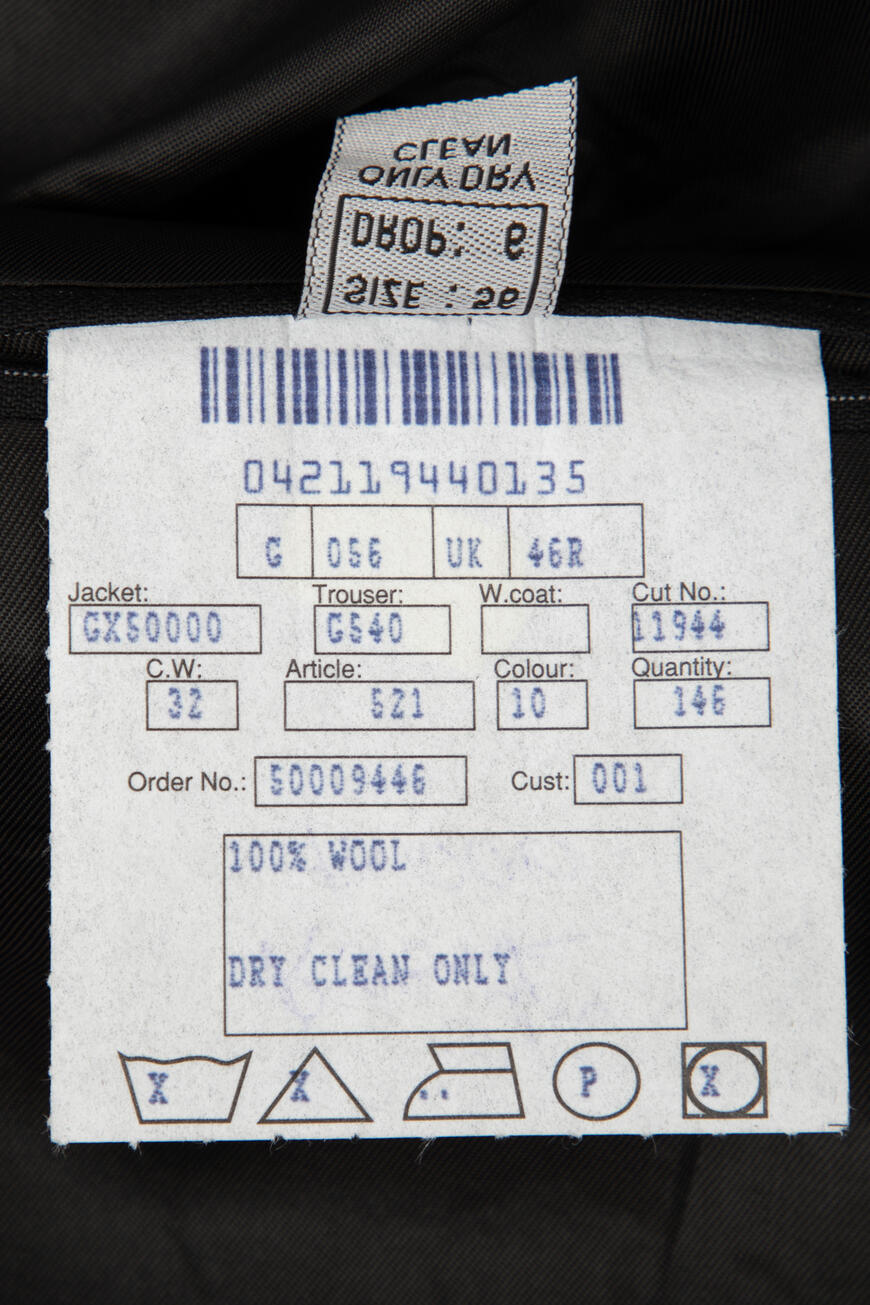 SIZE : 56
DROP: 6
ONLY DRY
CLEAN
042119440135
G 056 UK 46R
Jacket: Trouser: W.coat: Cut No.:
GX50000 G540 11944
C.W: Article: Colour: Quantity:
32 521 10 146
Order No.: 50009446 Cust: 001
100% WOOL
DRY CLEAN ONLY
X X .. P X